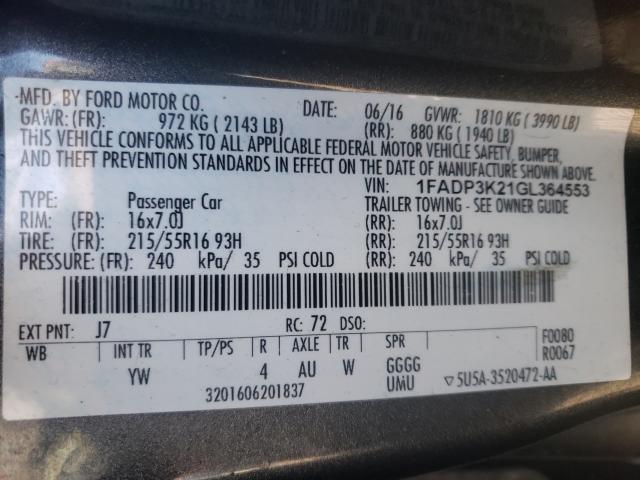 MFD. BY FORD MOTOR CO.
DATE: 06/16 GVWR: 1810 KG (3990 LB)
GAWR: (FR): 972 KG (2143 LB) (RR): 880 KG (1940 LB)
THIS VEHICLE CONFORMS TO ALL APPLICABLE FEDERAL MOTOR VEHICLE SAFETY, BUMPER,
AND THEFT PREVENTION STANDARDS IN EFFECT ON THE DATE OF MANUFACTURE SHOWN ABOVE.
VIN: 1FADP3K21GL364553
TYPE: Passenger Car TRAILER TOWING - SEE OWNER GUIDE
RIM: (FR): 16x7.0J (RR): 16x7.0J
TIRE: (FR): 215/55R16 93H (RR): 215/55R16 93H
PRESSURE: (FR): 240 kPa/ 35 PSI COLD (RR): 240 kPa/ 35 PSI COLD
EXT PNT: J7 RC: 72 DSO: F0080
WB INT TR TP/PS R AXLE TR SPR R0067
YW 4 AU W GGGG
UMU ▽5U5A-3520472-AA
3201606201837